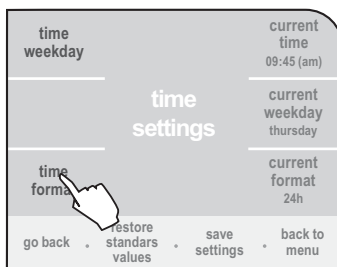 time
weekday
current
time
09:45 (am)
time
settings
current
weekday
thursday
time
format
current
format
24h
go back
restore
standars
values
save
settings
back to
menu